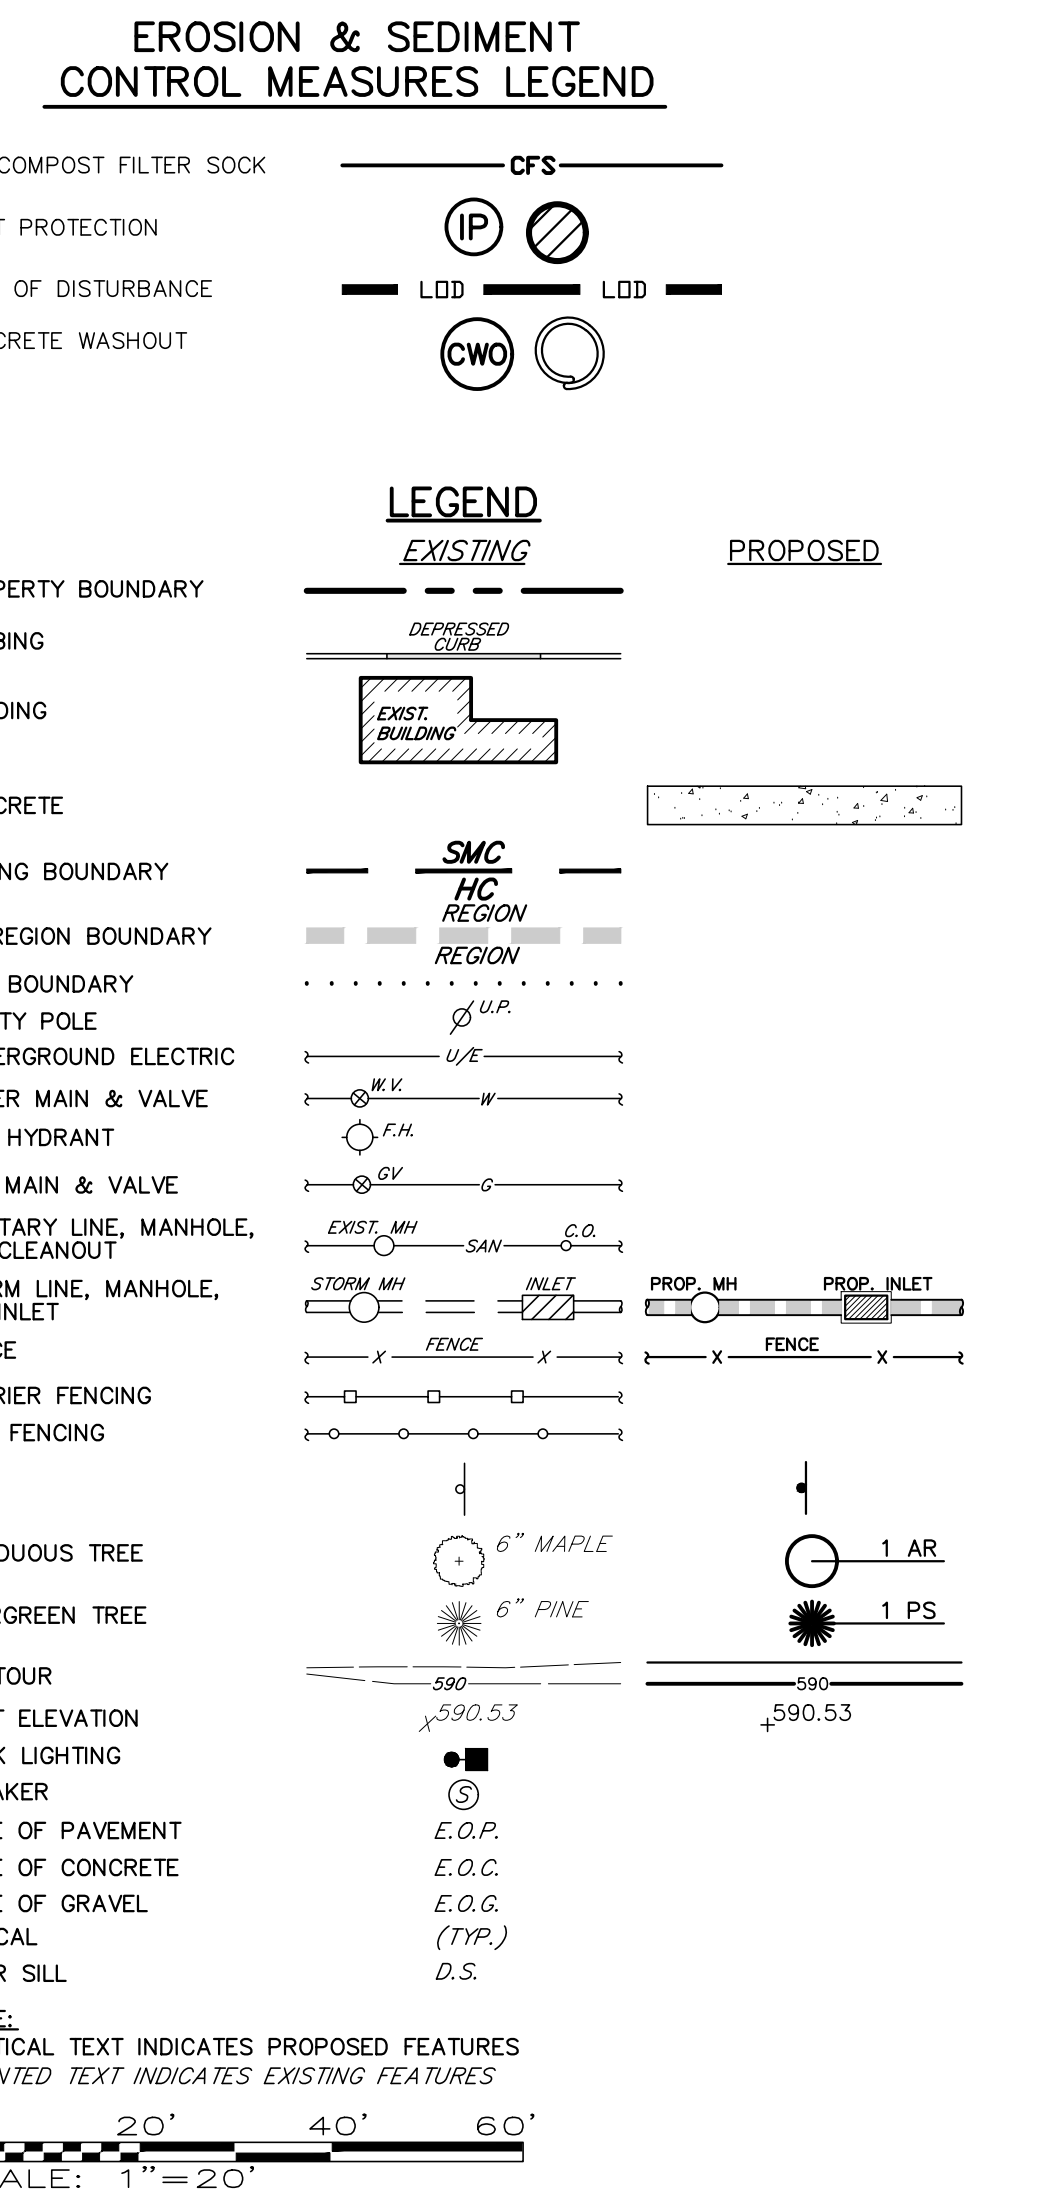 EROSION & SEDIMENT
CONTROL MEASURES LEGEND
COMPOST FILTER SOCK CFS
T PROTECTION IP
OF DISTURBANCE LOD LOD
CRETE WASHOUT CWO
LEGEND
EXISTING PROPOSED
PERTY BOUNDARY
BING DEPRESSED
CURB
DING EXIST.
BUILDING
CRETE
NG BOUNDARY SMC
HC
REGION
REGION BOUNDARY
REGION
BOUNDARY
TY POLE U.P.
ERGROUND ELECTRIC U/E
ER MAIN & VALVE W.V. W
HYDRANT F.H.
MAIN & VALVE GV G
TARY LINE, MANHOLE, EXIST. MH SAN C.O.
CLEANOUT
RM LINE, MANHOLE, STORM MH INLET PROP. MH PROP. INLET
INLET
CE X FENCE X X FENCE X
RIER FENCING
FENCING
DUOUS TREE 6" MAPLE 1 AR
RGREEN TREE 6" PINE 1 PS
TOUR 590 590
T ELEVATION 590.53 590.53
K LIGHTING
AKER S
E OF PAVEMENT E.O.P.
E OF CONCRETE E.O.C.
E OF GRAVEL E.O.G.
CAL (TYP.)
R SILL D.S.
E:
TICAL TEXT INDICATES PROPOSED FEATURES
NTED TEXT INDICATES EXISTING FEATURES
20' 40' 60'
ALE: 1"=20'